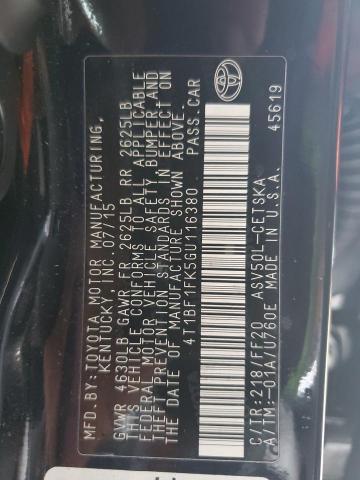 MFD.BY:TOYOTA MOTOR MANUFACTURING,
KENTUCKY, INC. 07/15
GVWR 4630LB GAWR FR 2625LB RR 2625LB
THIS VEHICLE CONFORMS TO ALL APPLICABLE
FEDERAL MOTOR VEHICLE SAFETY, BUMPER, AND
THEFT PREVENTION STANDARDS IN EFFECT ON
THE DATE OF MANUFACTURE SHOWN ABOVE.
4T1BF1FK5GU116380 PASS.CAR
C/TR:218/FF20 ASV50L-CETSKA
A/TM:-01A/U760E MADE IN U.S.A. 45619